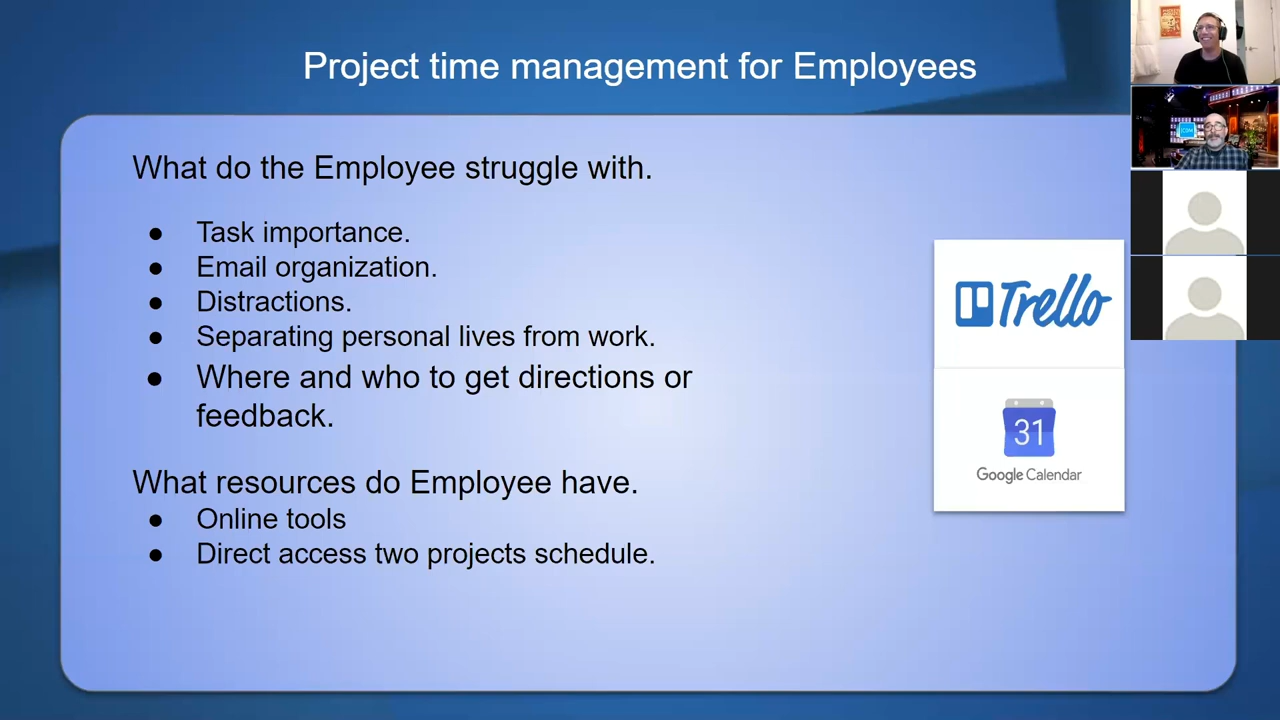 Project time management for Employees
What do the Employee struggle with.
● Task importance.
● Email organization.
● Distractions.
● Separating personal lives from work.
● Where and who to get directions or
feedback.
What resources do Employee have.
● Online tools
● Direct access two projects schedule.
Trello
31
Google Calendar